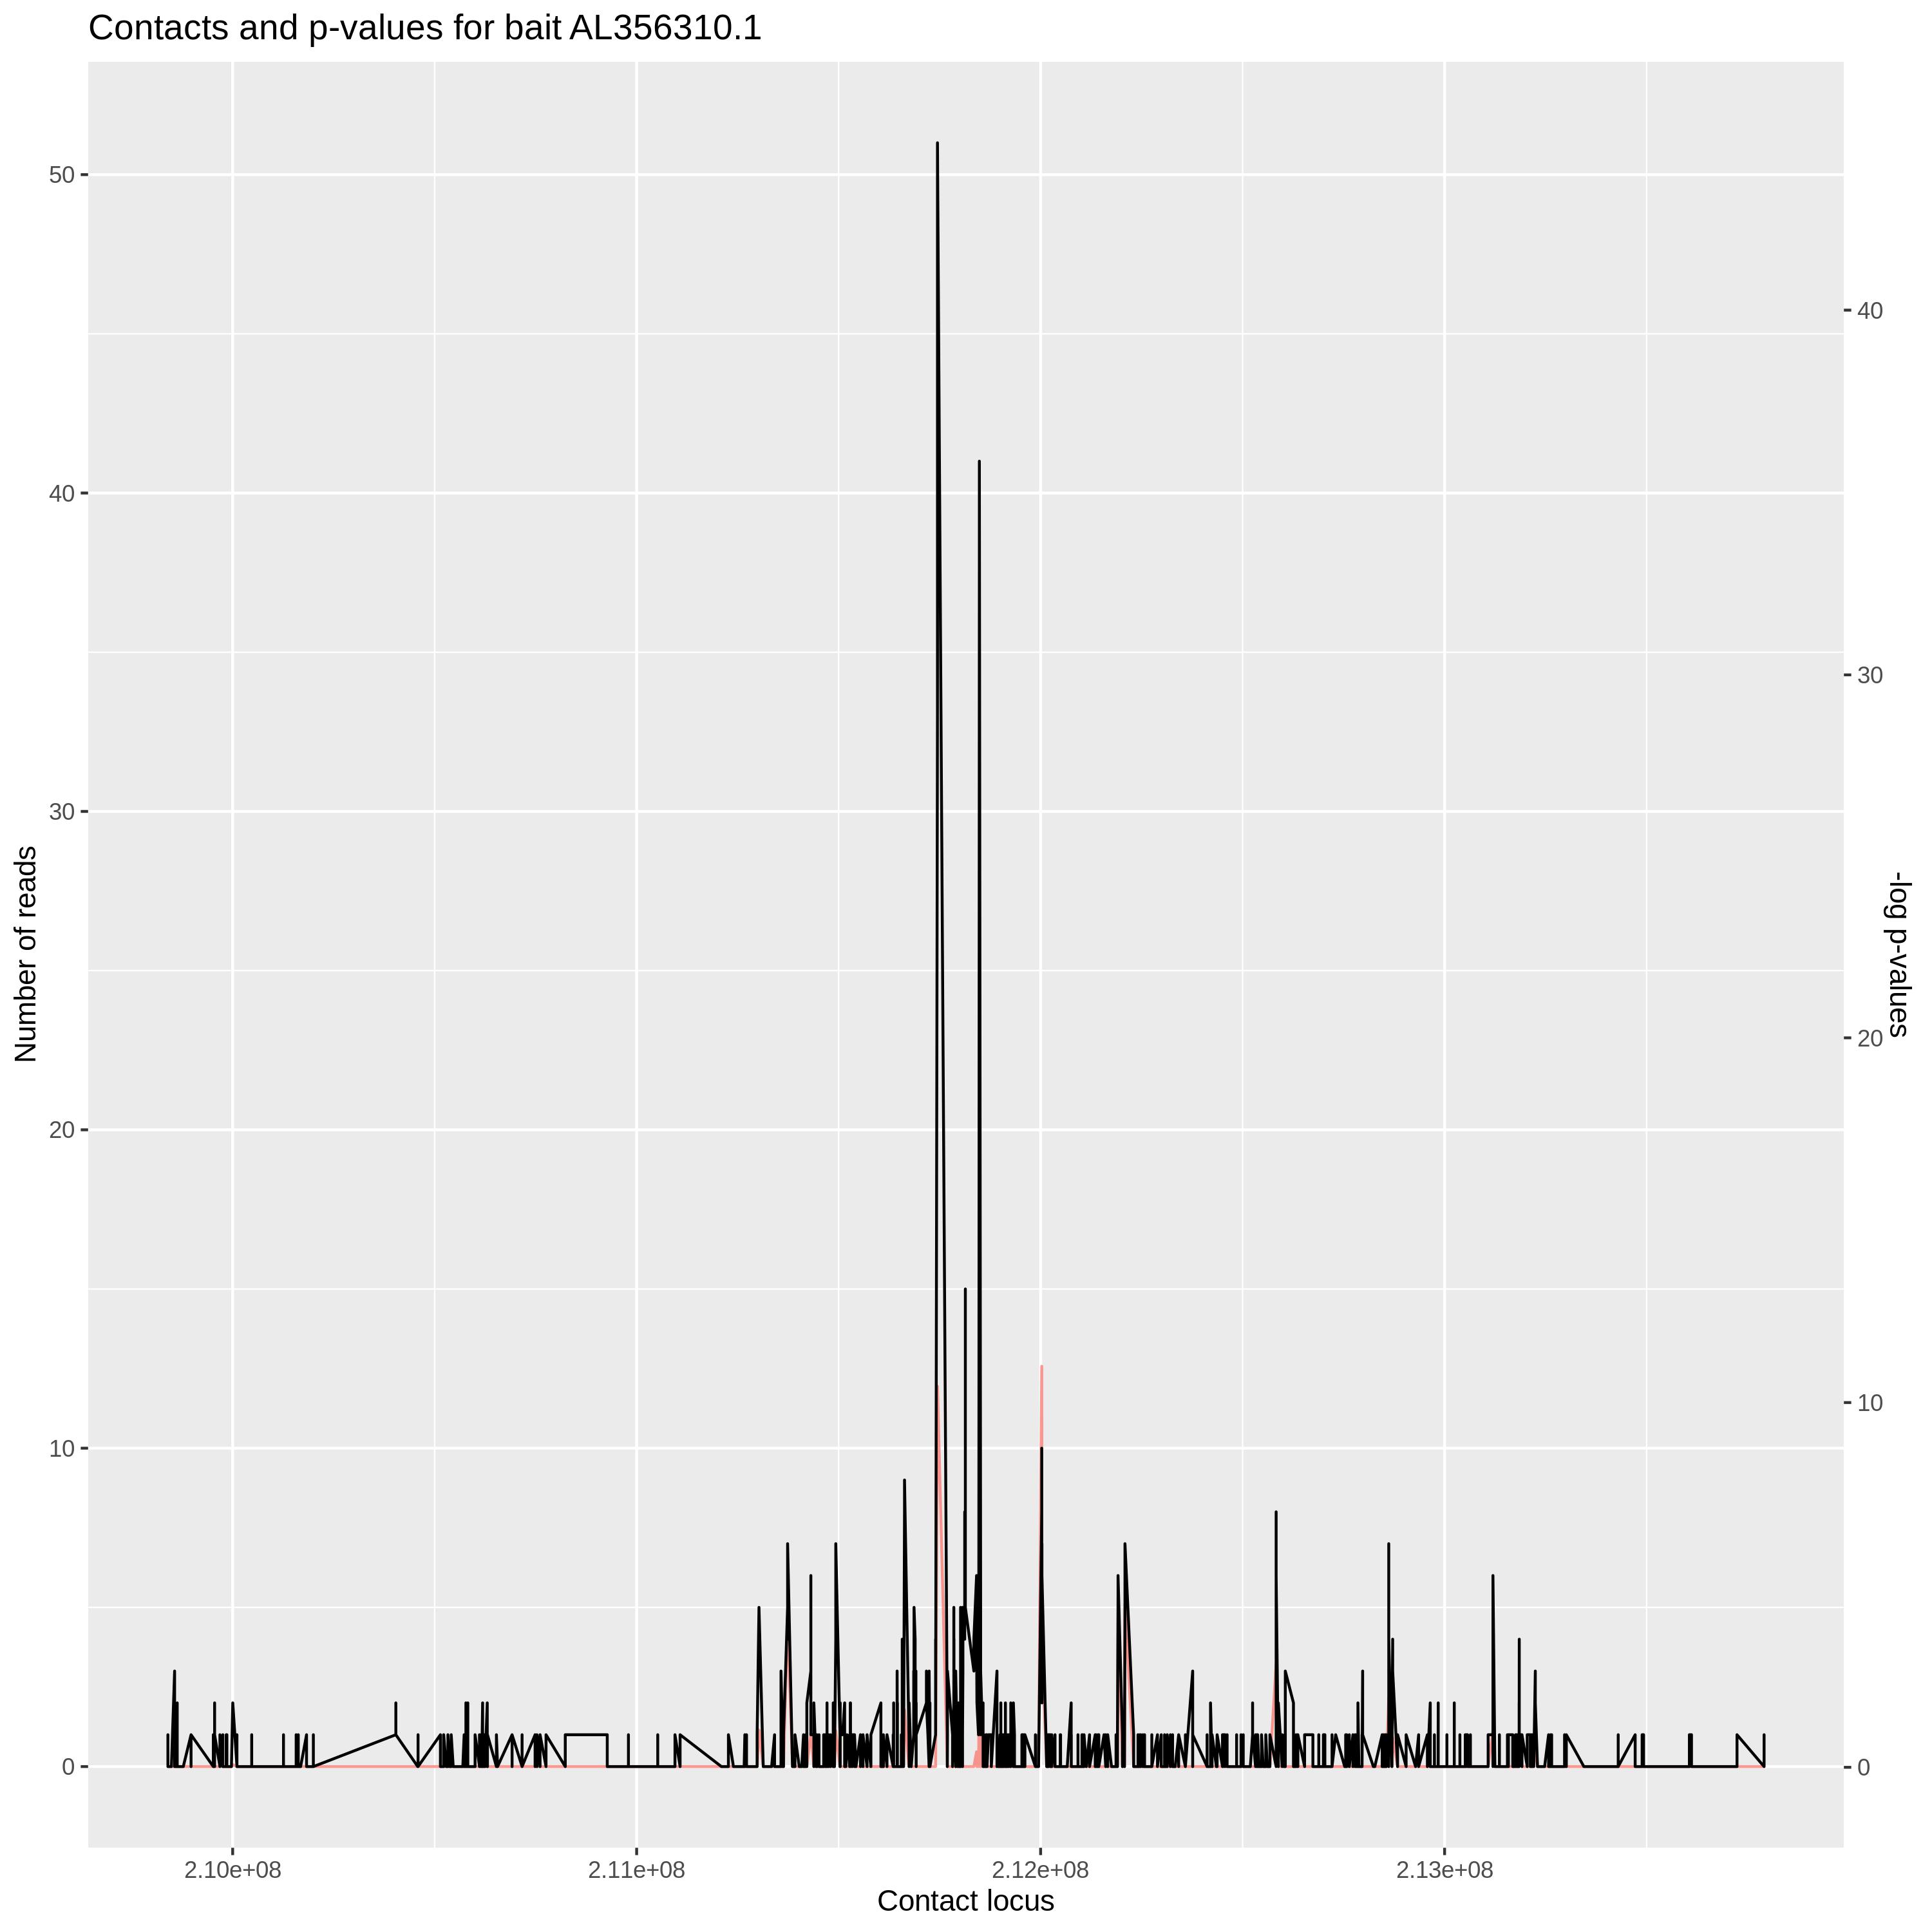 Contacts and p-values for bait AL356310.1
50
40
30
20
10
0
Number of reads
40
30
20
10
0
-log p-values
2.10e+08
2.11e+08
2.12e+08
2.13e+08
Contact locus